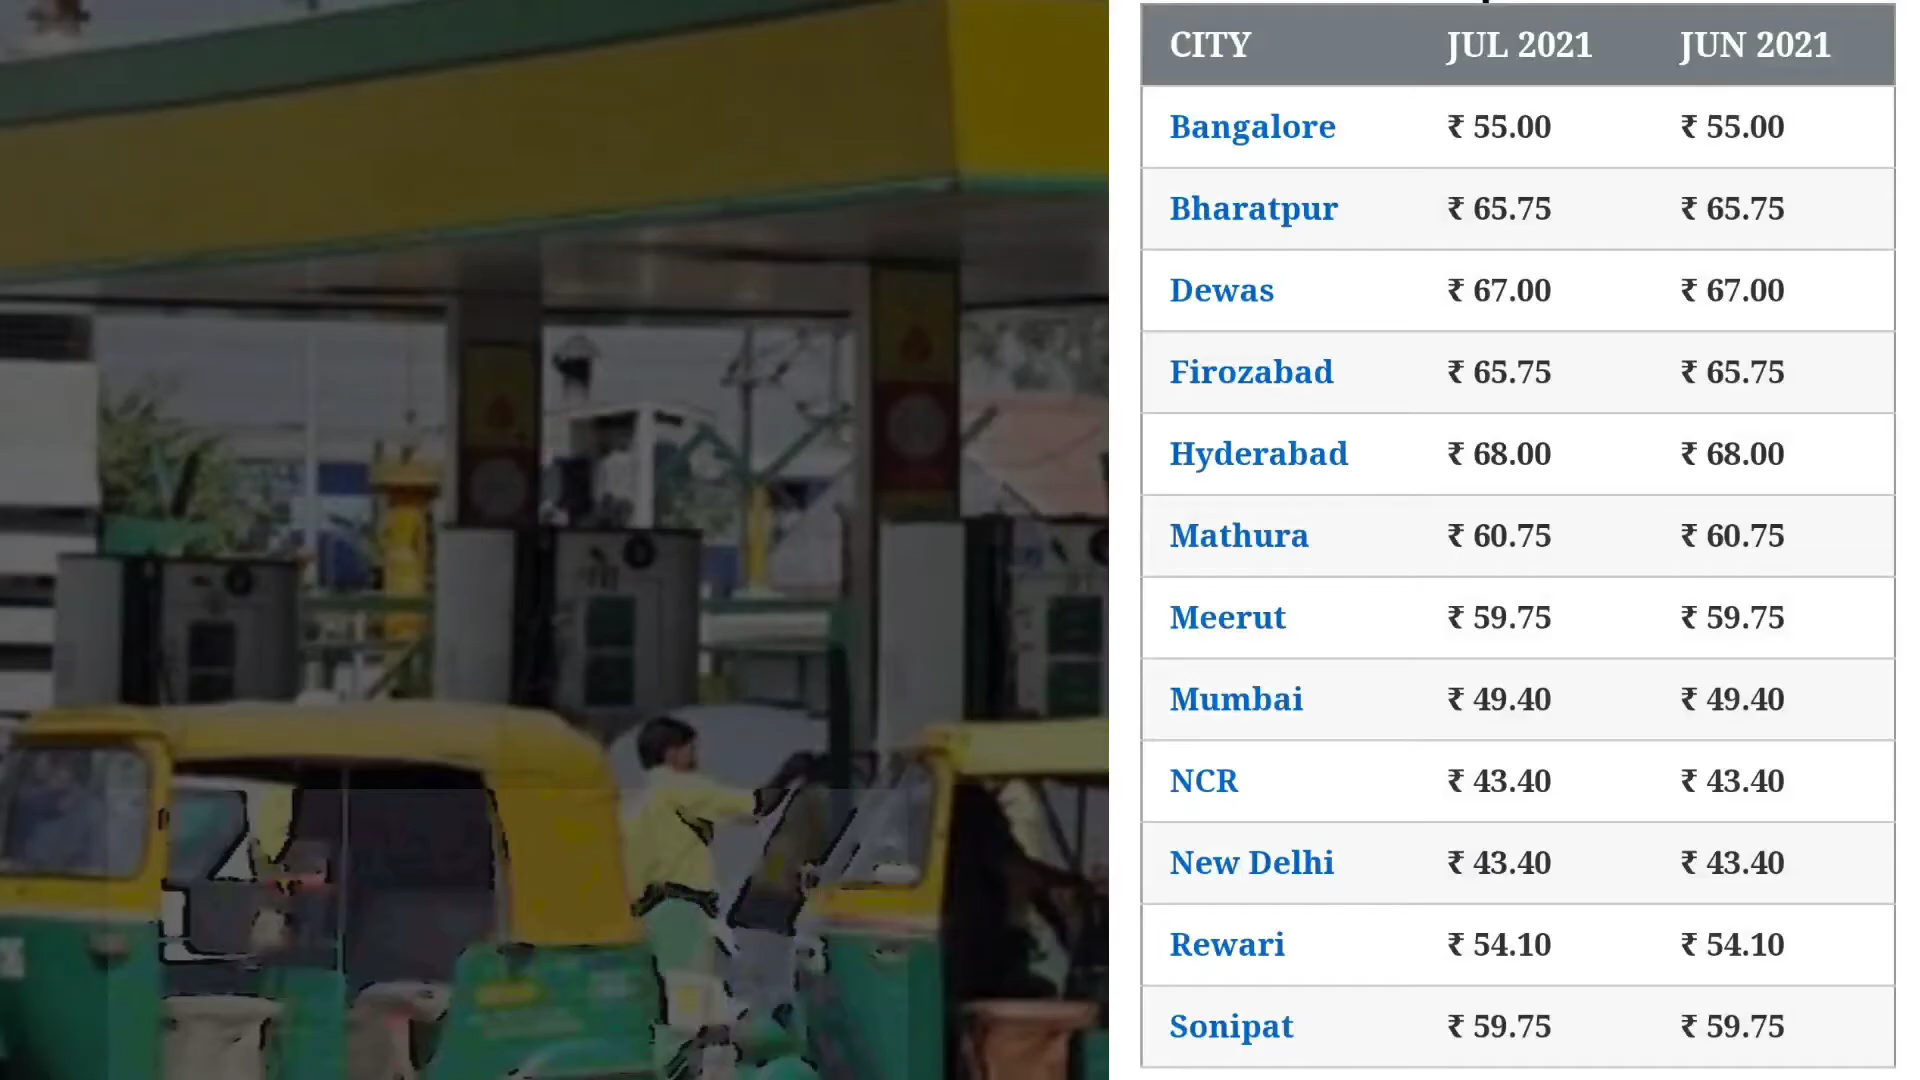 CITY JUL 2021 JUN 2021
Bangalore ₹ 55.00 ₹ 55.00
Bharatpur ₹ 65.75 ₹ 65.75
Dewas ₹ 67.00 ₹ 67.00
Firozabad ₹ 65.75 ₹ 65.75
Hyderabad ₹ 68.00 ₹ 68.00
Mathura ₹ 60.75 ₹ 60.75
Meerut ₹ 59.75 ₹ 59.75
Mumbai ₹ 49.40 ₹ 49.40
NCR ₹ 43.40 ₹ 43.40
New Delhi ₹ 43.40 ₹ 43.40
Rewari ₹ 54.10 ₹ 54.10
Sonipat ₹ 59.75 ₹ 59.75